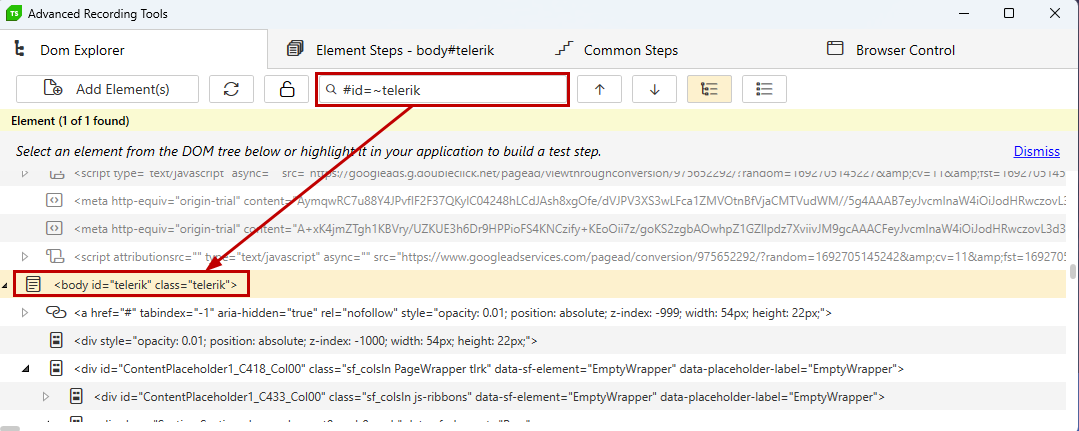 TS Advanced Recording Tools
Dom Explorer
Element Steps - body#telerik
Common Steps
Browser Control
Add Element(s)
#id=~telerik
Element (1 of 1 found)
Select an element from the DOM tree below or highlight it in your application to build a test step.
Dismiss
<script type="text/javascript" async="" src="https://googleads.g.doubleclick.net/pagead/viewthroughconversion/975652292/?random=1692705145227&amp;cv=11&amp;fst=1692705145
<meta http-equiv="origin-trial" content="AymqwRC7u88Y4JPvfIF2F37QKylC04248hLCdJAsh8xgOfe/dVJPV3XS3wLFca1ZMVOtnBfVjaCMTVudWM//5g4AAAB7eyJvcmlnaW4iOiJodHRwczovL3
<meta http-equiv="origin-trial" content="A+xK4jmZTgh1KBVry/UZKUE3h6Dr9HPPioFS4KNCzify+KEoOii7z/goKS2zgbAOwhpZ1GZllpdz7XviivJM9gcAAACFeyJvcmlnaW4iOiJodHRwczovL3d3
<script attributionsrc="" type="text/javascript" async="" src="https://www.googleadservices.com/pagead/conversion/975652292/?random=1692705145242&amp;cv=11&amp;fst=1692705
<body id="telerik" class="telerik">
<a href="#" tabindex="-1" aria-hidden="true" rel="nofollow" style="opacity: 0.01; position: absolute; z-index: -999; width: 54px; height: 22px;">
<div style="opacity: 0.01; position: absolute; z-index: -1000; width: 54px; height: 22px;">
<div id="ContentPlaceholder1_C418_Col00" class="sf_colsIn PageWrapper tlrk" data-sf-element="EmptyWrapper" data-placeholder-label="EmptyWrapper">
<div id="ContentPlaceholder1_C433_Col00" class="sf_colsIn js-ribbons" data-sf-element="EmptyWrapper" data-placeholder-label="EmptyWrapper">